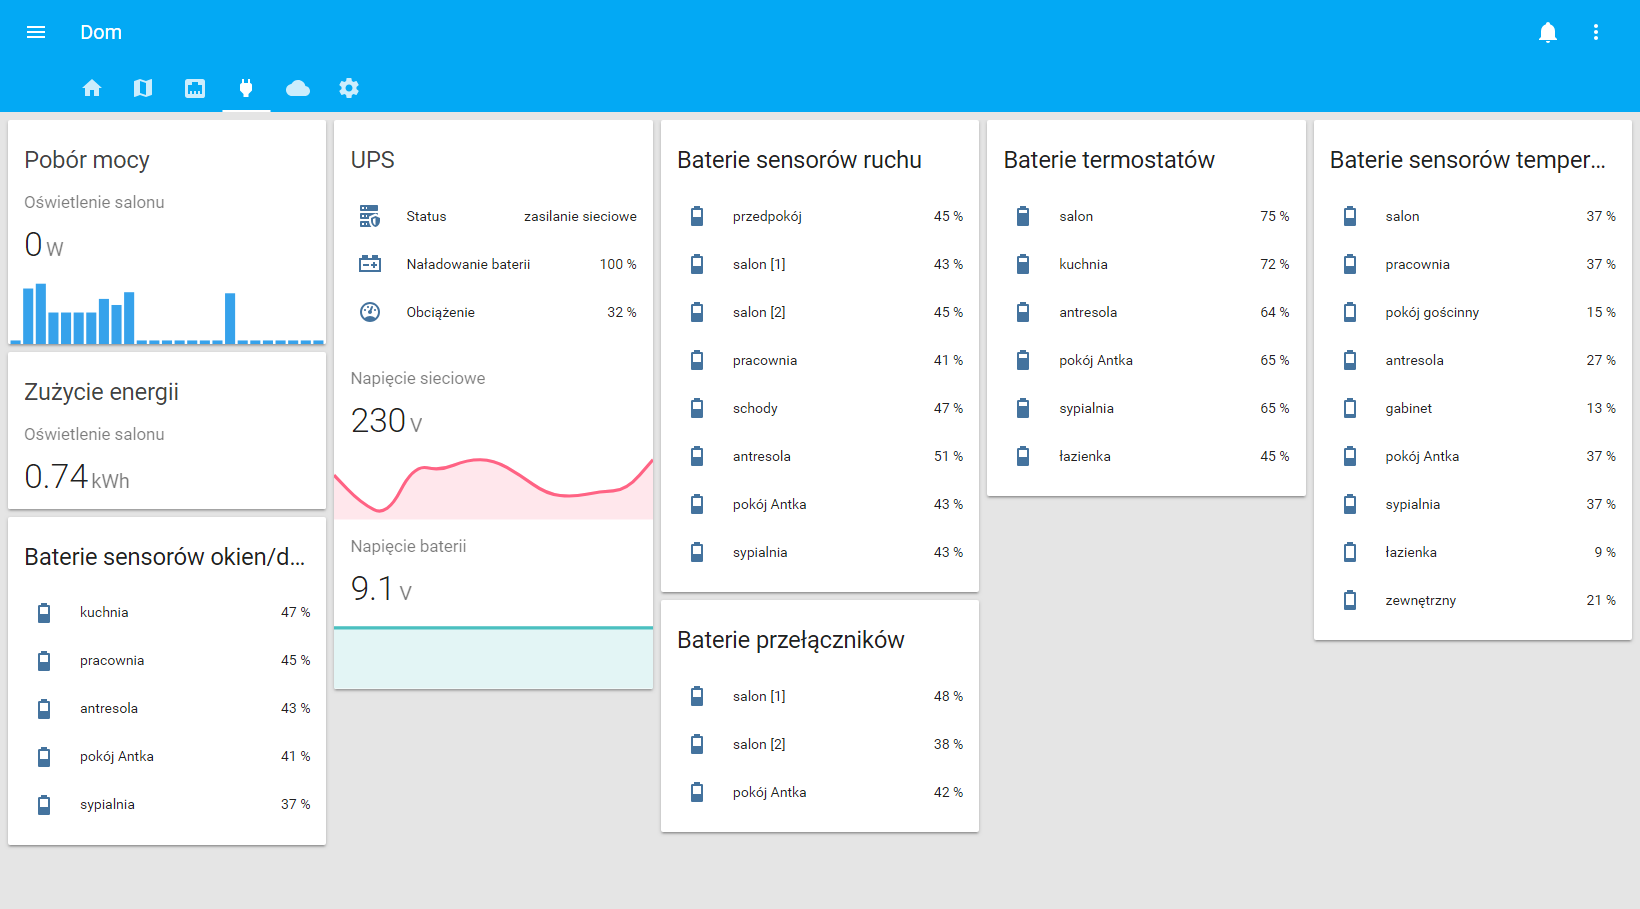 Dom
Pobór mocy
Oświetlenie salonu
0 W
Zużycie energii
Oświetlenie salonu
0.74 kWh
Baterie sensorów okien/d...
kuchnia 47 %
pracownia 45 %
antresola 43 %
pokój Antka 41 %
sypialnia 37 %
UPS
Status zasilanie sieciowe
Naładowanie baterii 100 %
Obciążenie 32 %
Napięcie sieciowe
230 V
Napięcie baterii
9.1 V
Baterie sensorów ruchu
przedpokój 45 %
salon [1] 43 %
salon [2] 45 %
pracownia 41 %
schody 47 %
antresola 51 %
pokój Antka 43 %
sypialnia 43 %
Baterie przełączników
salon [1] 48 %
salon [2] 38 %
pokój Antka 42 %
Baterie termostatów
salon 75 %
kuchnia 72 %
antresola 64 %
pokój Antka 65 %
sypialnia 65 %
łazienka 45 %
Baterie sensorów temper...
salon 37 %
pracownia 37 %
pokój gościnny 15 %
antresola 27 %
gabinet 13 %
pokój Antka 37 %
sypialnia 37 %
łazienka 9 %
zewnętrzny 21 %